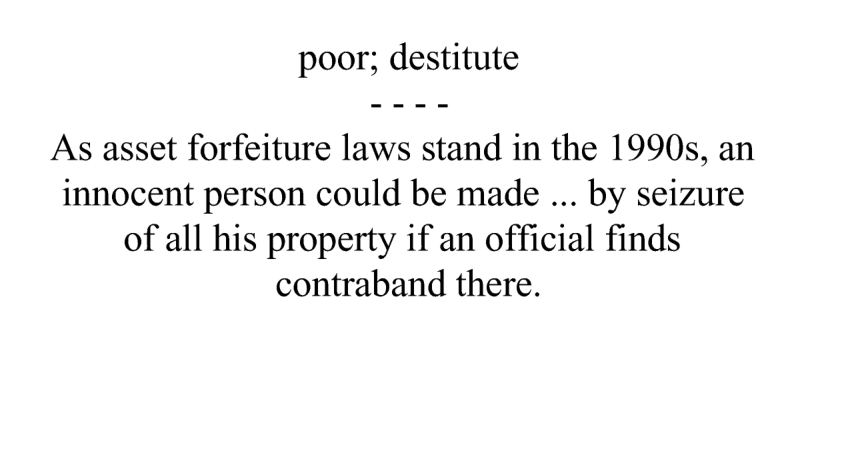 poor; destitute
- - - -
As asset forfeiture laws stand in the 1990s, an
innocent person could be made ... by seizure
of all his property if an official finds
contraband there.